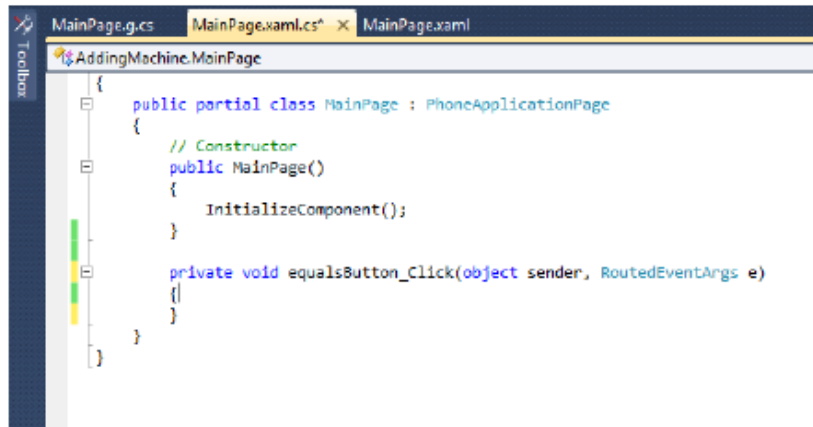 MainPage.g.cs MainPage.xaml.cs* × MainPage.xaml
Toolbox
AddingMachine.MainPage
{
public partial class MainPage : PhoneApplicationPage
{
// Constructor
public MainPage()
{
InitializeComponent();
}
private void equalsButton_Click(object sender, RoutedEventArgs e)
{
}
}
}